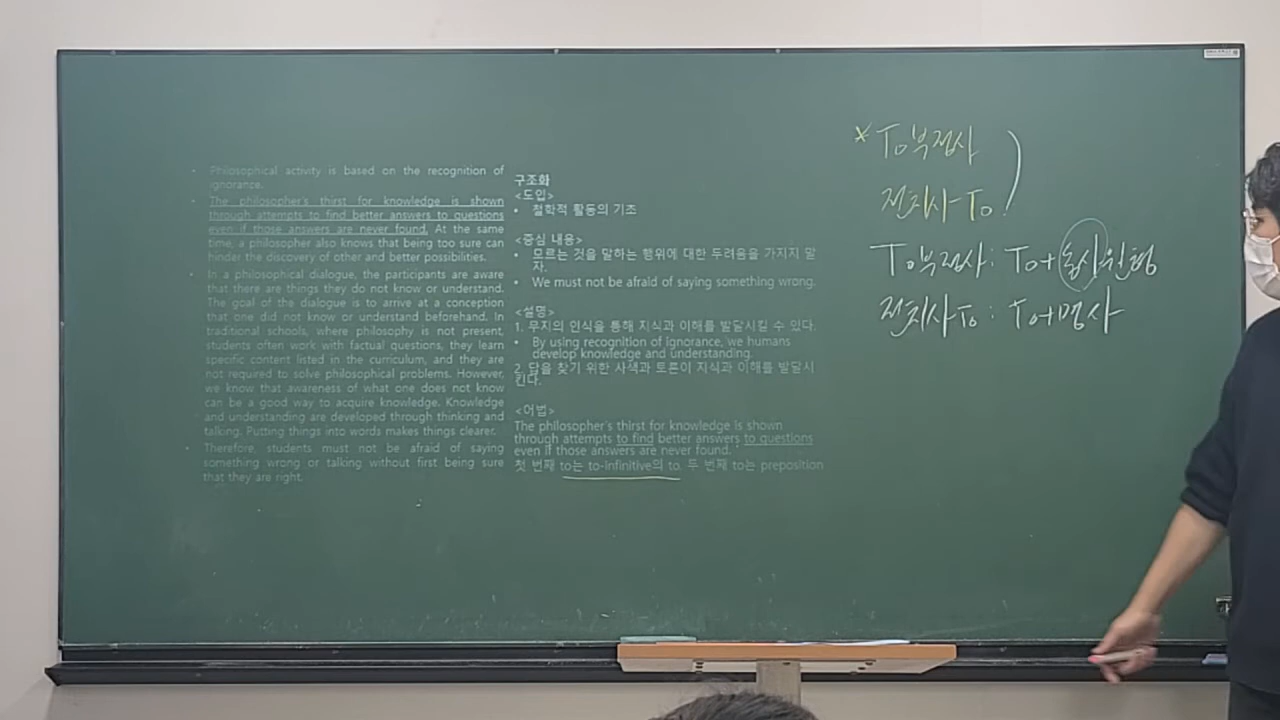 Philosophical activity is based on the recognition of
ignorance.
The philosopher's thirst for knowledge is shown
through attempts to find better answers to questions
even if those answers are never found. At the same
time, a philosopher also knows that being too sure can
hinder the discovery of other and better possibilities.
In a philosophical dialogue, the participants are aware
that there are things they do not know or understand.
The goal of the dialogue is to arrive at a conception
that one did not know or understand beforehand. In
traditional schools, where philosophy is not present,
students often work with factual questions, they learn
specific content listed in the curriculum, and they are
not required to solve philosophical problems. However,
we know that awareness of what one does not know
can be a good way to acquire knowledge. Knowledge
and understanding are developed through thinking and
talking. Putting things into words makes things clearer.
Therefore, students must not be afraid of saying
something wrong or talking without first being sure
that they are right.
구조화
<도입>
• 철학적 활동의 기조
<중심 내용>
• 모르는 것을 말하는 행위에 대한 두려움을 가지지 말
자.
• We must not be afraid of saying something wrong.
<설명>
1. 무지의 인식을 통해 지식과 이해를 발달시킬 수 있다.
• By using recognition of ignorance, we humans
develop knowledge and understanding.
2. 답을 찾기 위한 사색과 토론이 지식과 이해를 발달시
킨다.
<어법>
The philosopher's thirst for knowledge is shown
through attempts to find better answers to questions
even if those answers are never found.
첫 번째 to는 to-infinitive의 to, 두 번째 to는 preposition
* To부정사
전치사 To
To부정사: To+동사원형
전치사To: To+명사